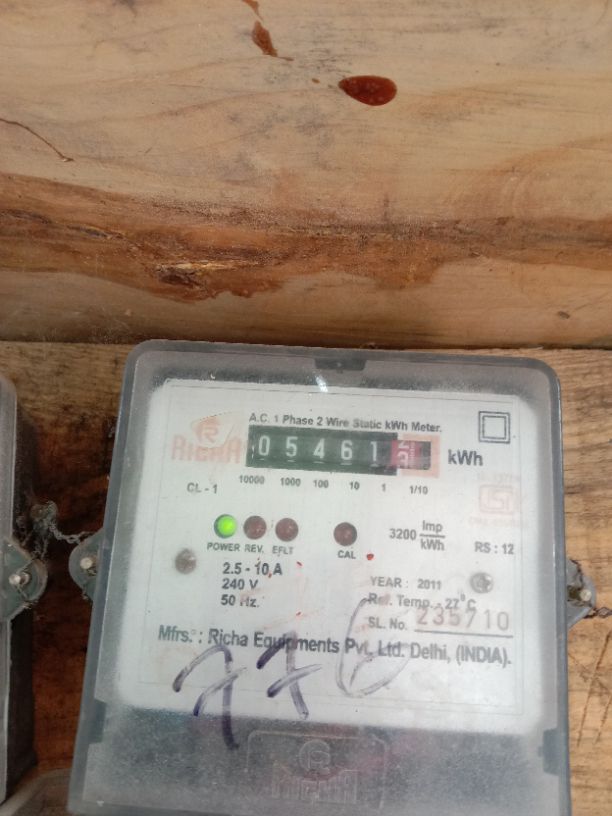 A.C. 1 Phase 2 Wire Static kWh Meter.
RICHA
0 5 4 6 1 kWh
CL - 1 10000 1000 100 10 1 1/10
3200 Imp/kWh
POWER REV. EFLT CAL RS : 12
2.5 - 10 A
240 V
50 Hz.
YEAR : 2011
Ref. Temp. - 27°C
SL. No. 235710
Mfrs. : Richa Equipments Pvt. Ltd. Delhi, (INDIA).
776
RICHA